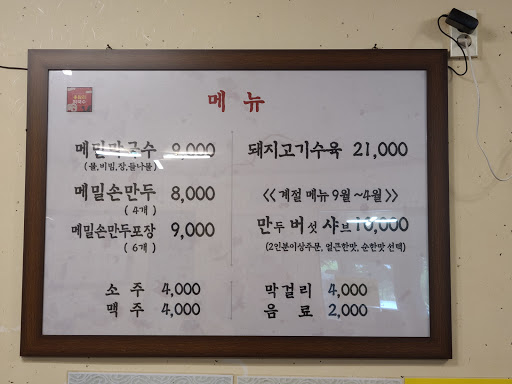 메뉴
메밀막국수 9,000
(물,비빔,장,들나물)
메밀손만두 8,000
(4개)
메밀손만두포장 9,000
(6개)
소주 4,000
맥주 4,000
돼지고기수육 21,000
<< 계절 메뉴 9월~4월 >>
만두버섯샤브 10,000
(2인분이상주문, 얼큰한맛, 순한맛 선택)
막걸리 4,000
음료 2,000